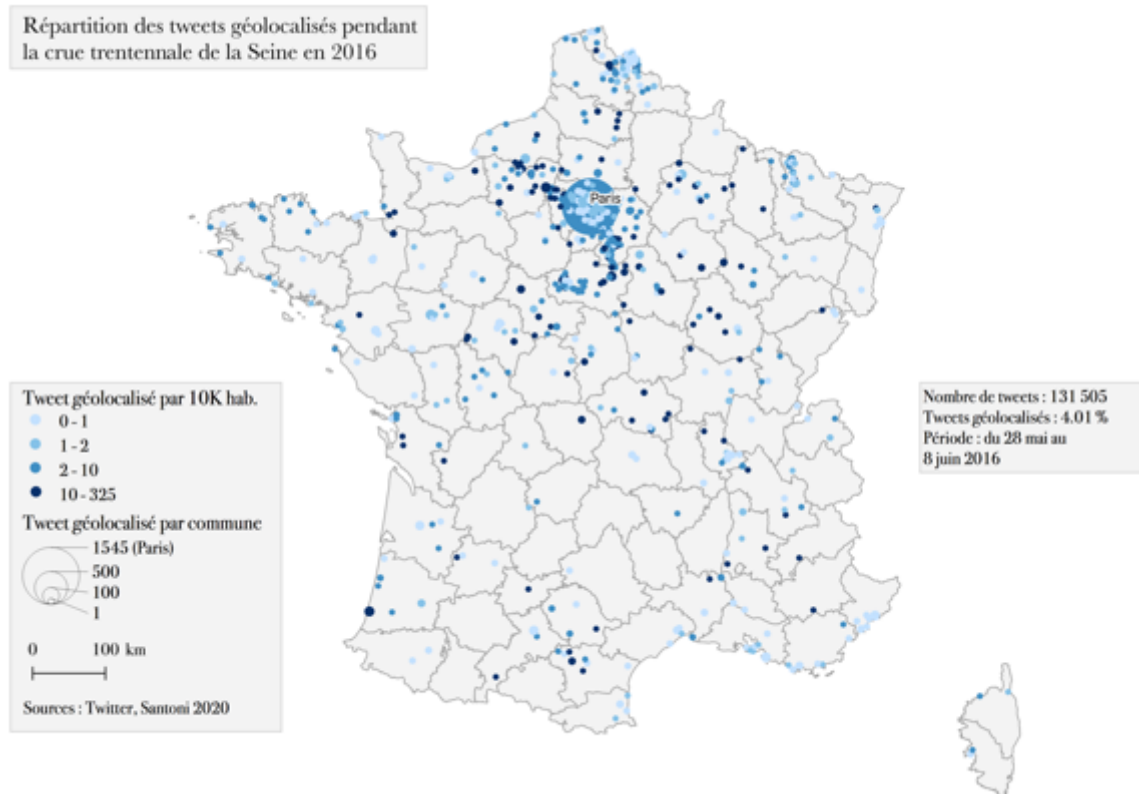 Répartition des tweets géolocalisés pendant
la crue trentennale de la Seine en 2016
Paris
Tweet géolocalisé par 10K hab.
0 - 1
1 - 2
2 - 10
10 - 325
Tweet géolocalisé par commune
1545 (Paris)
500
100
1
0 100 km
Sources : Twitter, Santoni 2020
Nombre de tweets : 131 505
Tweets géolocalisés : 4.01 %
Période : du 28 mai au
8 juin 2016